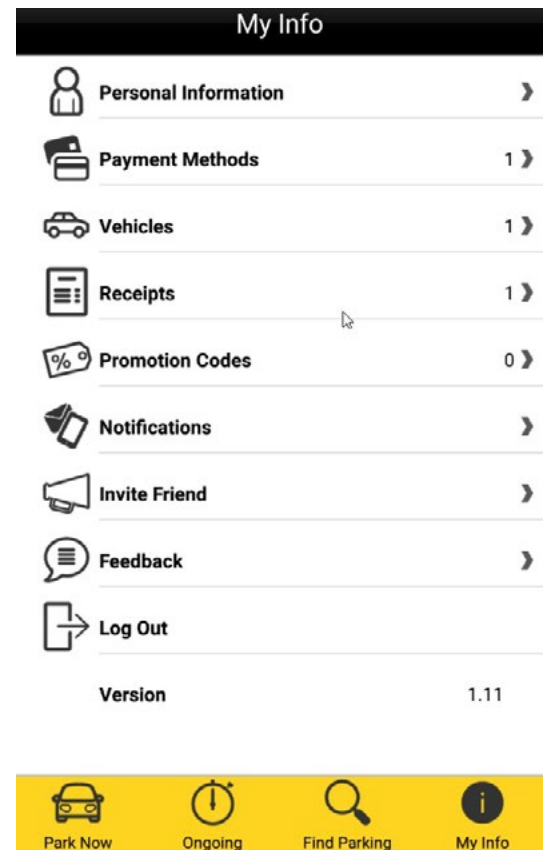 My Info
Personal Information
Payment Methods 1
Vehicles 1
Receipts 1
% Promotion Codes 0
Notifications
Invite Friend
Feedback
Log Out
Version 1.11
Park Now Ongoing Find Parking My Info